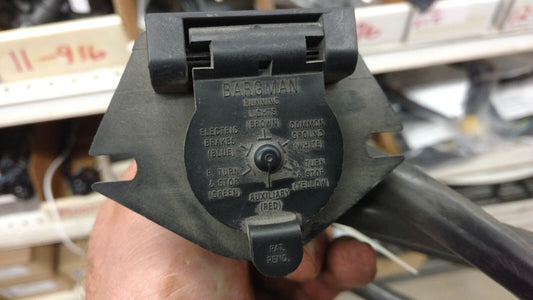 11-916
BARGMAN
RUNNING
LIGHTS
(BROWN)
ELECTRIC
BRAKES
(BLUE)
COMMON
GROUND
(WHITE)
R. TURN
& STOP
(GREEN)
L. TURN
& STOP
(YELLOW)
AUXILIARY
(RED)
PAT.
PEND.